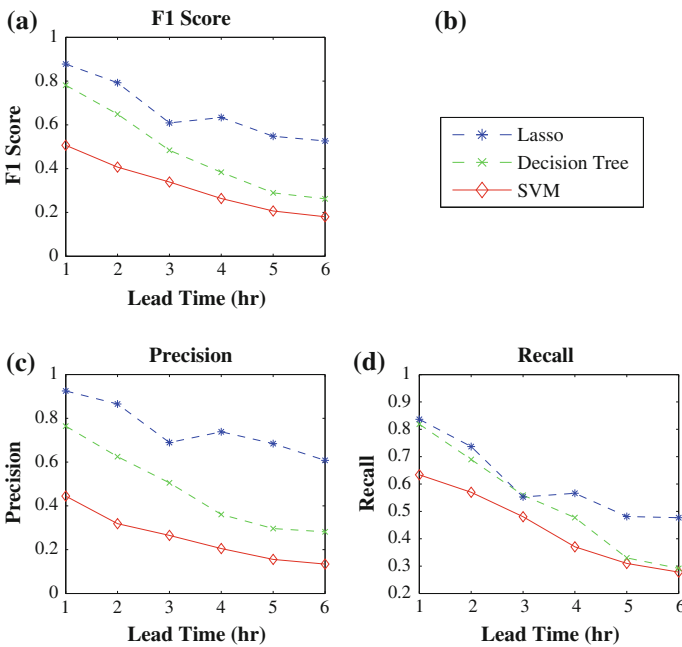 (a)
F1 Score
1
0.8
0.6
0.4
0.2
0
F1 Score
1 2 3 4 5 6
Lead Time (hr)
(b)
Lasso
Decision Tree
SVM
(c)
Precision
1
0.8
0.6
0.4
0.2
0
Precision
1 2 3 4 5 6
Lead Time (hr)
(d)
Recall
1
0.9
0.8
0.7
0.6
0.5
0.4
0.3
0.2
Recall
1 2 3 4 5 6
Lead Time (hr)